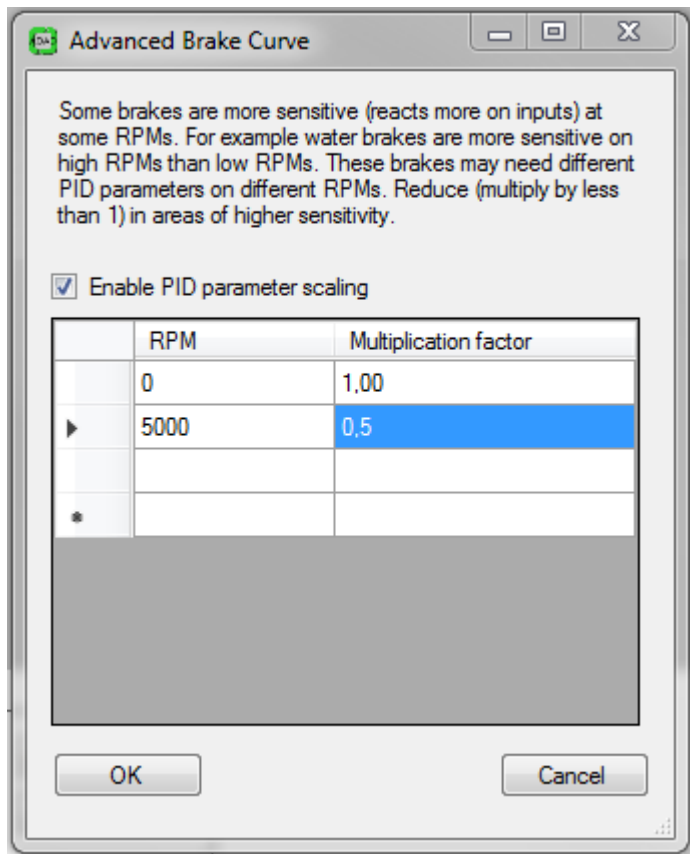 Advanced Brake Curve
Some brakes are more sensitive (reacts more on inputs) at
some RPMs. For example water brakes are more sensitive on
high RPMs than low RPMs. These brakes may need different
PID parameters on different RPMs. Reduce (multiply by less
than 1) in areas of higher sensitivity.
Enable PID parameter scaling
RPM Multiplication factor
0 1,00
5000 0,5
OK Cancel